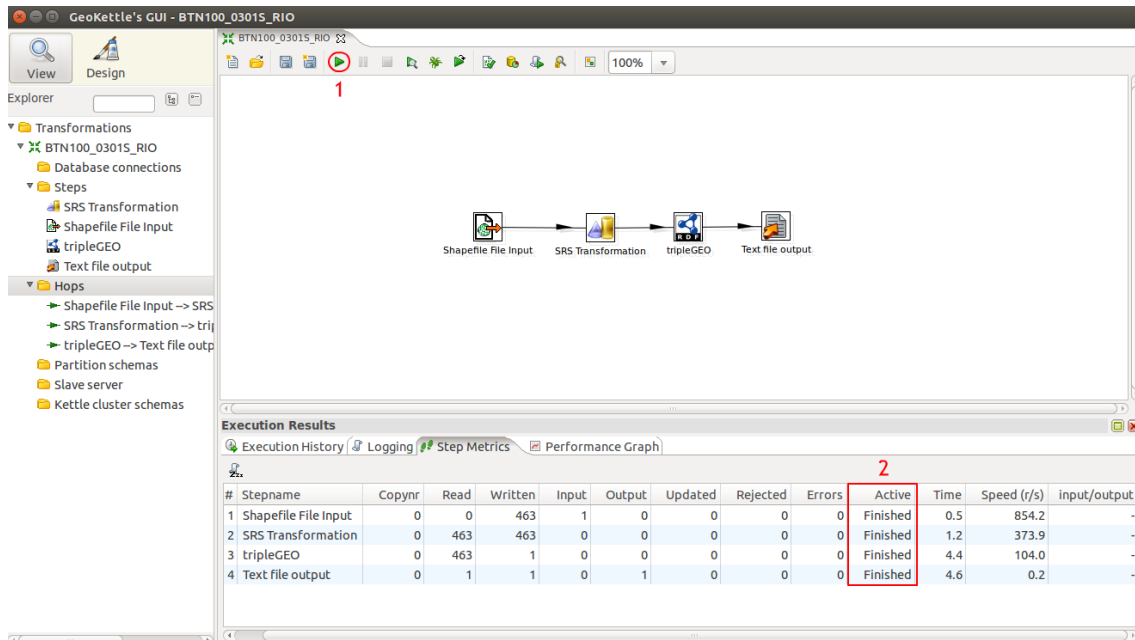 GeoKettle's GUI - BTN100_0301S_RIO
View
Design
BTN100_0301S_RIO
100%
1
Explorer
Transformations
BTN100_0301S_RIO
Database connections
Steps
SRS Transformation
Shapefile File Input
tripleGEO
Text file output
Hops
Shapefile File Input --> SRS
SRS Transformation --> trip
tripleGEO --> Text file outp
Partition schemas
Slave server
Kettle cluster schemas
Shapefile File Input
SRS Transformation
RDF
tripleGEO
Text file output
Execution Results
Execution History
Logging
Step Metrics
Performance Graph
2
# Stepname Copynr Read Written Input Output Updated Rejected Errors Active Time Speed (r/s) input/output
1 Shapefile File Input 0 0 463 1 0 0 0 0 Finished 0.5 854.2 -
2 SRS Transformation 0 463 463 0 0 0 0 0 Finished 1.2 373.9 -
3 tripleGEO 0 463 1 0 0 0 0 0 Finished 4.4 104.0 -
4 Text file output 0 1 1 0 1 0 0 0 Finished 4.6 0.2 -